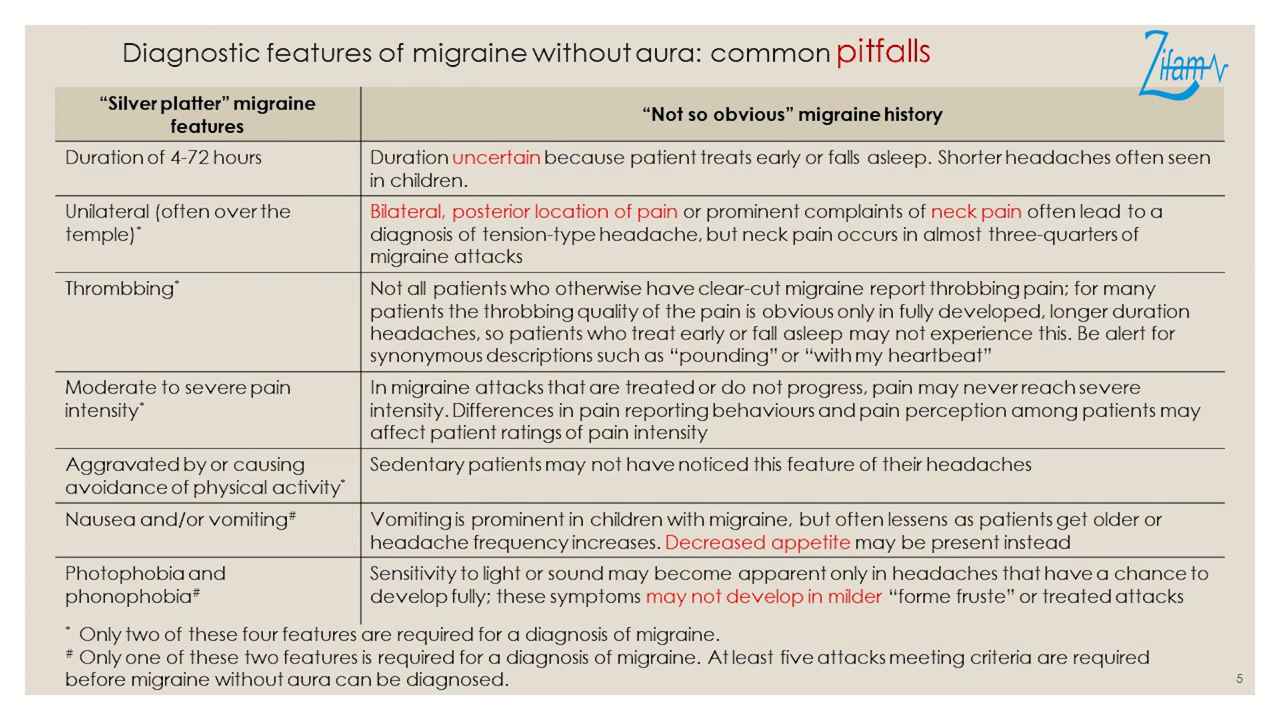 Diagnostic features of migraine without aura: common pitfalls
Zifam
"Silver platter" migraine
features
"Not so obvious" migraine history
Duration of 4-72 hours
Duration uncertain because patient treats early or falls asleep. Shorter headaches often seen
in children.
Unilateral (often over the
temple)*
Bilateral, posterior location of pain or prominent complaints of neck pain often lead to a
diagnosis of tension-type headache, but neck pain occurs in almost three-quarters of
migraine attacks
Thrombbing*
Not all patients who otherwise have clear-cut migraine report throbbing pain; for many
patients the throbbing quality of the pain is obvious only in fully developed, longer duration
headaches, so patients who treat early or fall asleep may not experience this. Be alert for
synonymous descriptions such as "pounding" or "with my heartbeat"
Moderate to severe pain
intensity*
In migraine attacks that are treated or do not progress, pain may never reach severe
intensity. Differences in pain reporting behaviours and pain perception among patients may
affect patient ratings of pain intensity
Aggravated by or causing
avoidance of physical activity*
Sedentary patients may not have noticed this feature of their headaches
Nausea and/or vomiting#
Vomiting is prominent in children with migraine, but often lessens as patients get older or
headache frequency increases. Decreased appetite may be present instead
Photophobia and
phonophobia#
Sensitivity to light or sound may become apparent only in headaches that have a chance to
develop fully; these symptoms may not develop in milder "forme fruste" or treated attacks
* Only two of these four features are required for a diagnosis of migraine.
# Only one of these two features is required for a diagnosis of migraine. At least five attacks meeting criteria are required
before migraine without aura can be diagnosed.
5